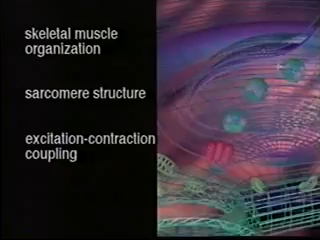 skeletal muscle
organization
sarcomere structure
excitation-contraction
coupling